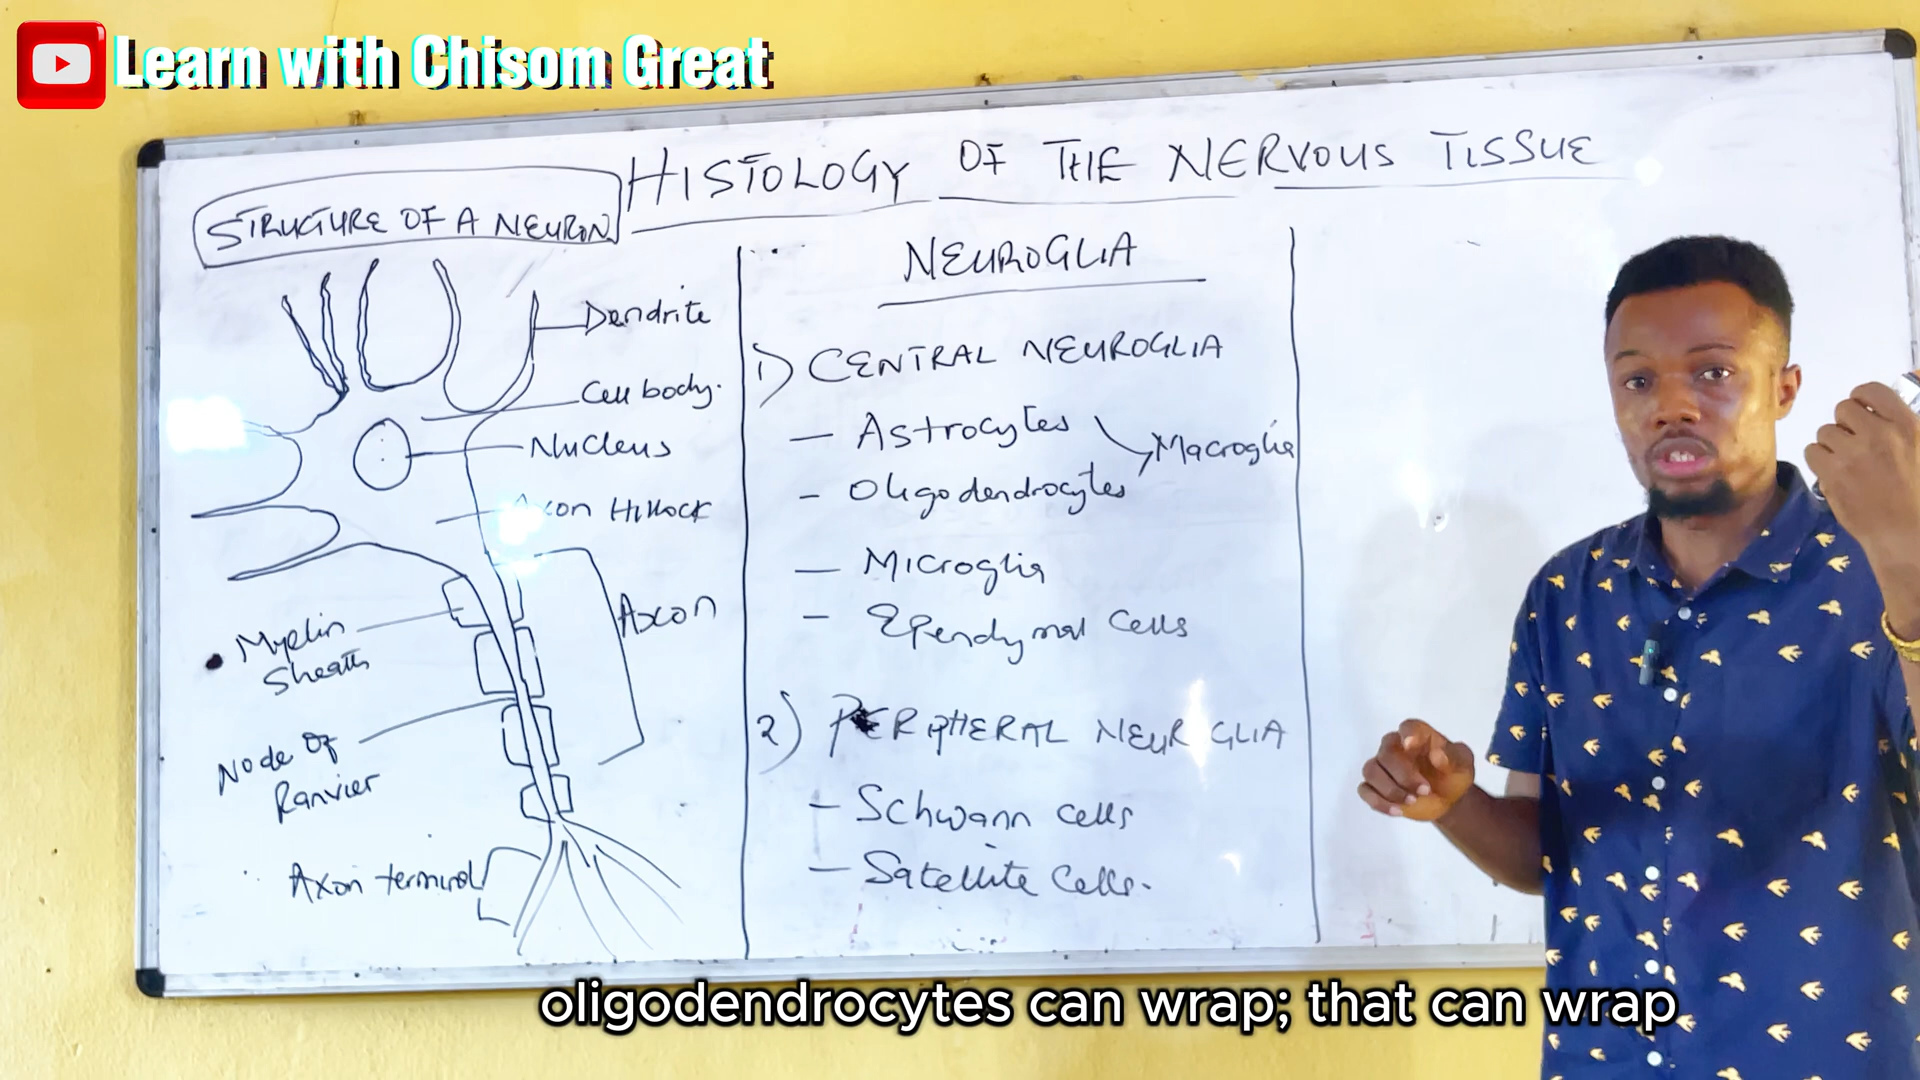 Learn with Chisom Great
HISTOLOGY OF THE NERVOUS TISSUE
STRUCTURE OF A NEURON
Dendrite
Cell body.
Nucleus
Axon Hillock
Axon
Myelin
Sheath
Node OF
Ranvier
Axon terminal
NEUROGLIA
1) CENTRAL NEUROGLIA
- Astrocytes
Macroglia
- Oligodendrocytes
- Microglia
- Ependymal Cells
2) PERIPHERAL NEUROGLIA
- Schwann cells
- Satellite Cells.
oligodendrocytes can wrap; that can wrap